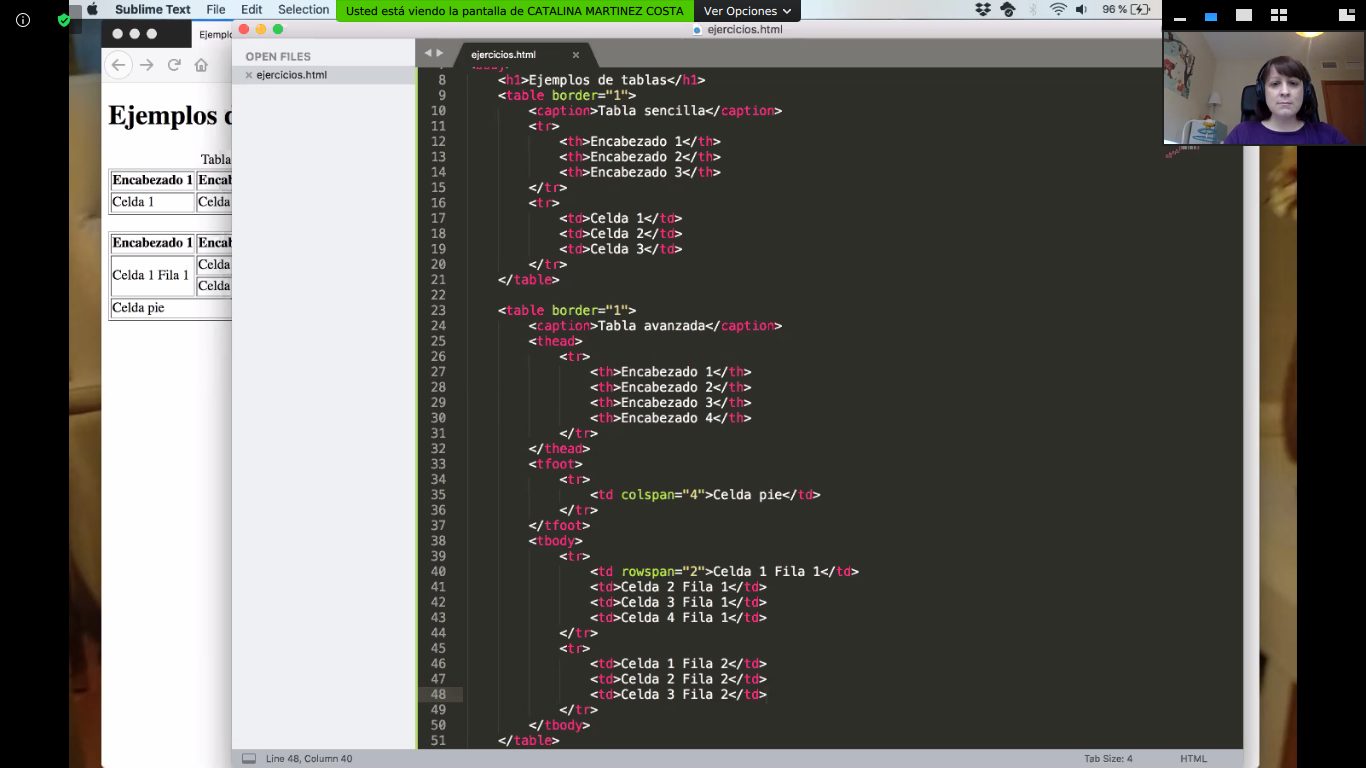 Sublime Text File Edit Selection
Usted está viendo la pantalla de CATALINA MARTINEZ COSTA
Ver Opciones
96 %
ejercicios.html
Ejemplo
Ejemplos d
Tabla
Encabezado 1 Encab
Celda 1 Celda
Encabezado 1 Encab
Celda 1 Fila 1 Celda
Celda
Celda pie
OPEN FILES
ejercicios.html
ejercicios.html
8 <h1>Ejemplos de tablas</h1>
9 <table border="1">
10 <caption>Tabla sencilla</caption>
11 <tr>
12 <th>Encabezado 1</th>
13 <th>Encabezado 2</th>
14 <th>Encabezado 3</th>
15 </tr>
16 <tr>
17 <td>Celda 1</td>
18 <td>Celda 2</td>
19 <td>Celda 3</td>
20 </tr>
21 </table>
22
23 <table border="1">
24 <caption>Tabla avanzada</caption>
25 <thead>
26 <tr>
27 <th>Encabezado 1</th>
28 <th>Encabezado 2</th>
29 <th>Encabezado 3</th>
30 <th>Encabezado 4</th>
31 </tr>
32 </thead>
33 <tfoot>
34 <tr>
35 <td colspan="4">Celda pie</td>
36 </tr>
37 </tfoot>
38 <tbody>
39 <tr>
40 <td rowspan="2">Celda 1 Fila 1</td>
41 <td>Celda 2 Fila 1</td>
42 <td>Celda 3 Fila 1</td>
43 <td>Celda 4 Fila 1</td>
44 </tr>
45 <tr>
46 <td>Celda 1 Fila 2</td>
47 <td>Celda 2 Fila 2</td>
48 <td>Celda 3 Fila 2</td>
49 </tr>
50 </tbody>
51 </table>
Line 48, Column 40
Tab Size: 4
HTML